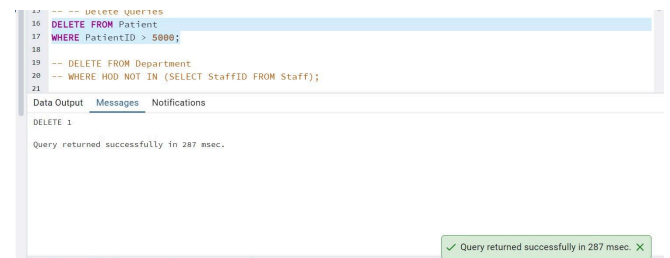 15 -- -- Delete Queries
16 DELETE FROM Patient
17 WHERE PatientID > 5000;
18
19 -- DELETE FROM Department
20 -- WHERE HOD NOT IN (SELECT StaffID FROM Staff);
21
Data Output Messages Notifications
DELETE 1
Query returned successfully in 287 msec.
Query returned successfully in 287 msec.